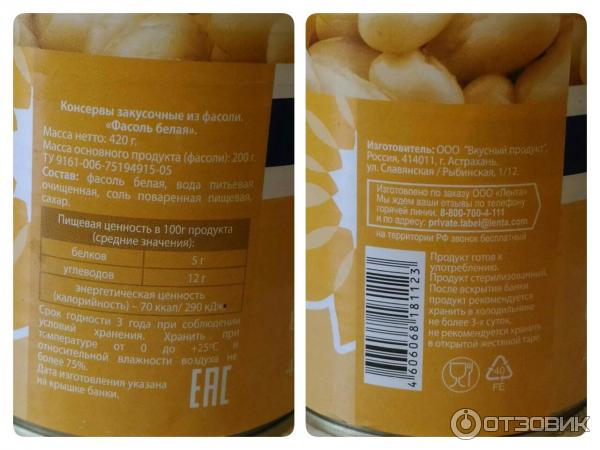 Консервы закусочные из фасоли.
«Фасоль белая».
Масса нетто: 420 г.
Масса основного продукта (фасоли): 200 г.
ТУ 9161-006-75194915-05
Состав: фасоль белая, вода питьевая
очищенная, соль поваренная пищевая,
сахар.
Пищевая ценность в 100г продукта
(средние значения):
белков 5 г
углеводов 12 г
энергетическая ценность
(калорийность) – 70 ккал/ 290 кДж.
Срок годности 3 года при соблюдении
условий хранения. Хранить при
температуре от 0 до +25°С и
относительной влажности воздуха не
более 75%.
Дата изготовления указана
на крышке банки.
EAC
Изготовитель: ООО "Вкусный продукт",
Россия, 414011, г. Астрахань,
ул. Славянская / Рыбинская, 1/12
Изготовлено по заказу ООО «Лента»
Мы ждем ваши отзывы по телефону
горячей линии: 8-800-700-4-111
и по адресу: private.label@lenta.com
на территории РФ звонок бесплатный
Продукт готов к
употреблению.
Продукт стерилизованный.
После вскрытия банки
продукт рекомендуется
хранить в холодильнике
не более 3-х суток,
не рекомендуется хранить
в открытой жестяной таре.
4 606068 181123
40
FE
ОТЗОВИК